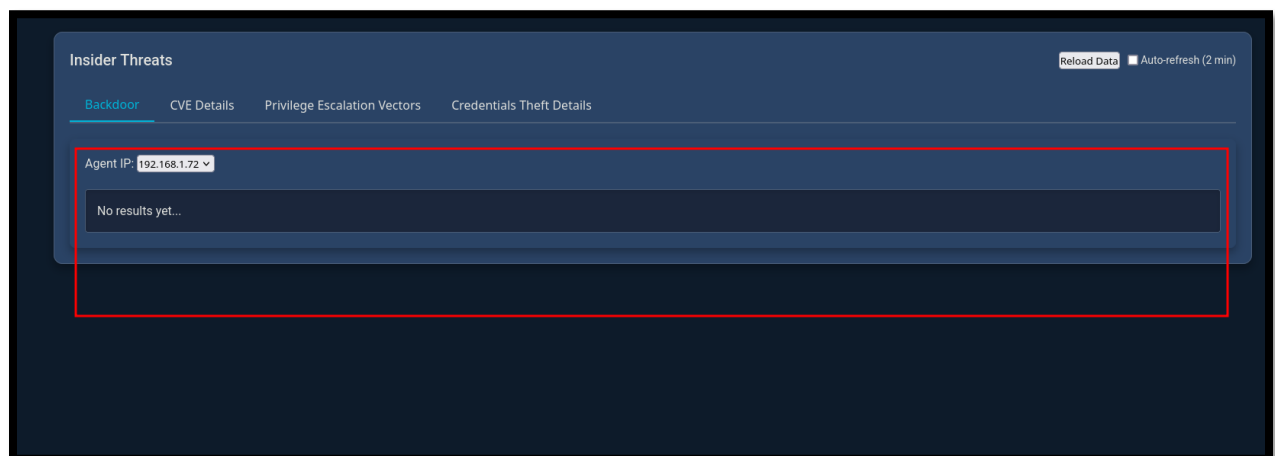 Insider Threats
Reload Data Auto-refresh (2 min)
Backdoor CVE Details Privilege Escalation Vectors Credentials Theft Details
Agent IP: 192.168.1.72
No results yet...